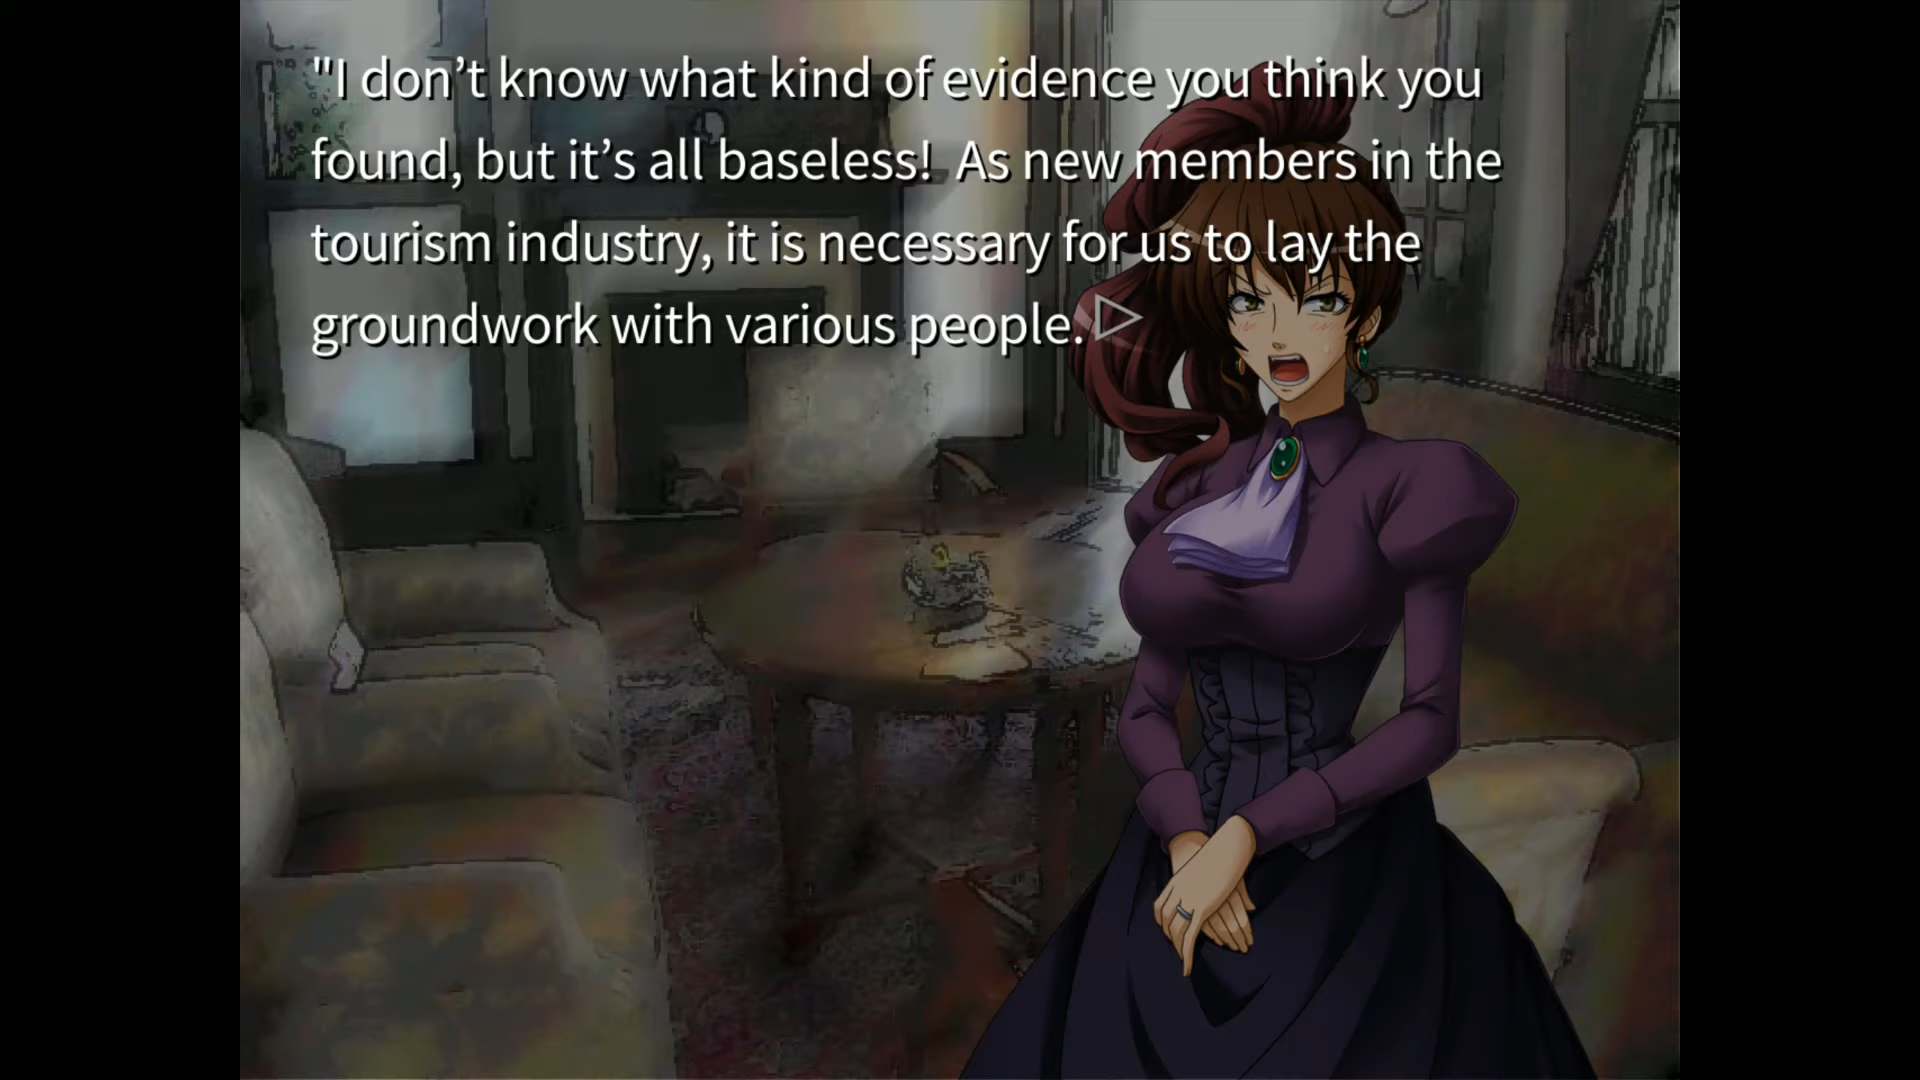 "I don’t know what kind of evidence you think you
found, but it’s all baseless!  As new members in the
tourism industry, it is necessary for us to lay the
groundwork with various people.